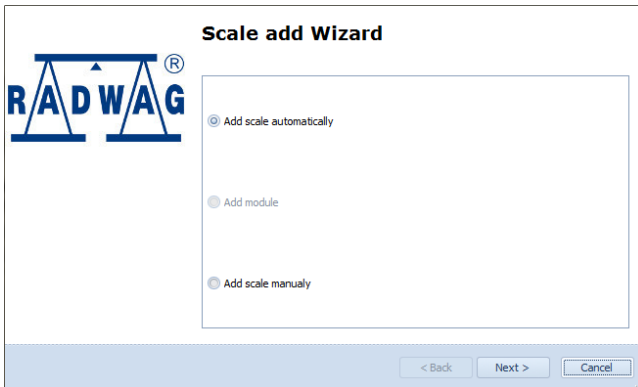 Scale add Wizard
RADWAG®
Add scale automatically
Add module
Add scale manualy
< Back
Next >
Cancel